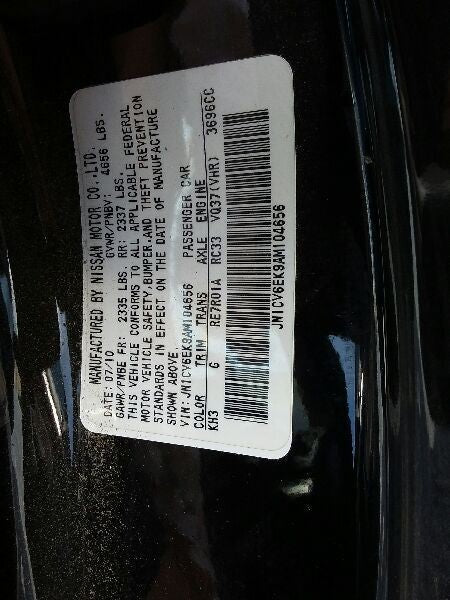 MANUFACTURED BY NISSAN MOTOR CO.,LTD.
DATE: 07/10 GVWR/PNBV: 4656 LBS.
GAWR/PNBE FR: 2335 LBS. RR: 2337 LBS.
THIS VEHICLE CONFORMS TO ALL APPLICABLE FEDERAL
MOTOR VEHICLE SAFETY,BUMPER,AND THEFT PREVENTION
STANDARDS IN EFFECT ON THE DATE OF MANUFACTURE
SHOWN ABOVE.
VIN:JN1CV6EK9AM104656 PASSENGER CAR
COLOR TRIM TRANS AXLE ENGINE
KH3 G RE7R01A RC33 VQ37(VHR) 3696CC
JN1CV6EK9AM104656